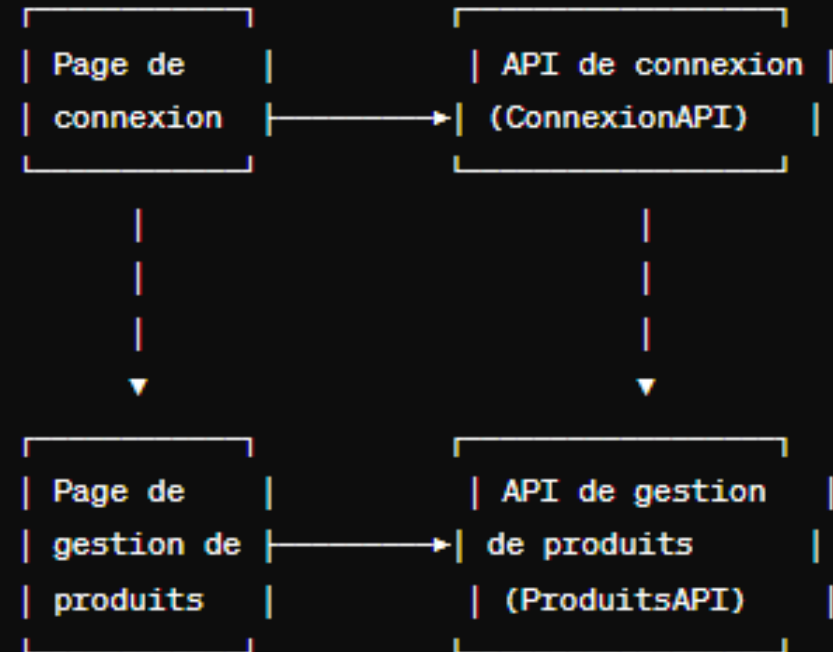 Page de
connexion
API de connexion
(ConnexionAPI)
Page de
gestion de
produits
API de gestion
de produits
(ProduitsAPI)